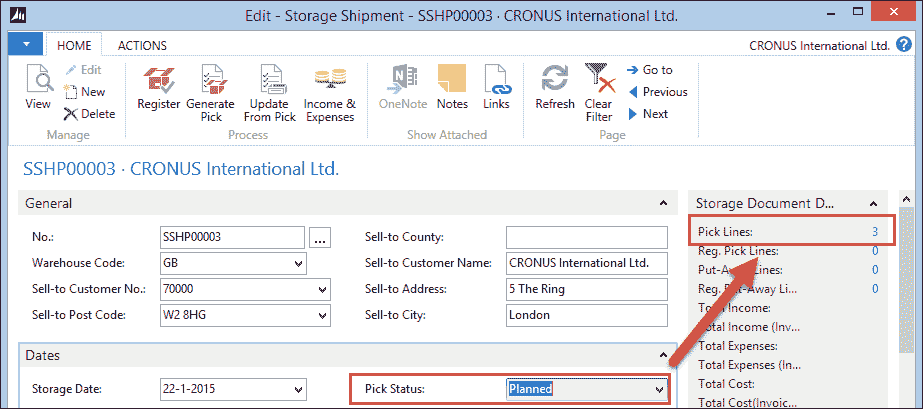 Edit - Storage Shipment - SSHP00003 - CRONUS International Ltd.
HOME ACTIONS CRONUS International Ltd.
View Edit New Delete
Register Generate Pick Update From Pick Income & Expenses
OneNote Notes Links
Refresh Clear Filter Go to Previous Next
Manage Process Show Attached Page
SSHP00003 · CRONUS International Ltd.
General
No.: SSHP00003 ... Sell-to County:
Warehouse Code: GB Sell-to Customer Name: CRONUS International Ltd.
Sell-to Customer No.: 70000 Sell-to Address: 5 The Ring
Sell-to Post Code: W2 8HG Sell-to City: London
Dates
Storage Date: 22-1-2015 Pick Status: Planned
Storage Document D...
Pick Lines: 3
Reg. Pick Lines: 0
Put-Away Lines: 0
Reg. Put-Away Li... 0
Total Income:
Total Income (Inv...
Total Expenses:
Total Expenses (In...
Total Cost:
Total Cost(Invoic...